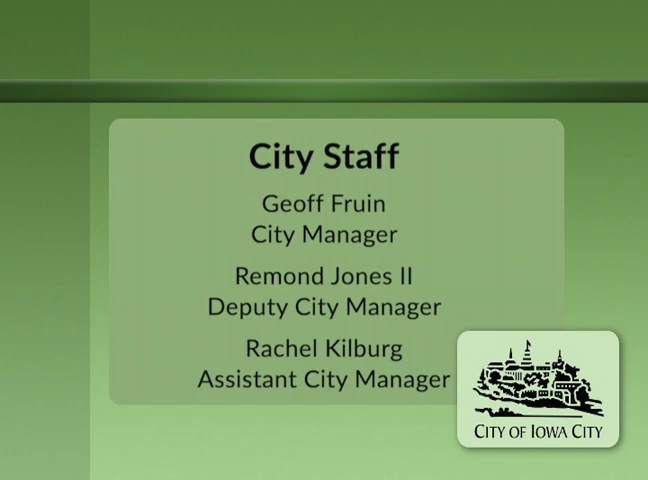 City Staff
Geoff Fruin
City Manager
Remond Jones II
Deputy City Manager
Rachel Kilburg
Assistant City Manager
CITY OF IOWA CITY